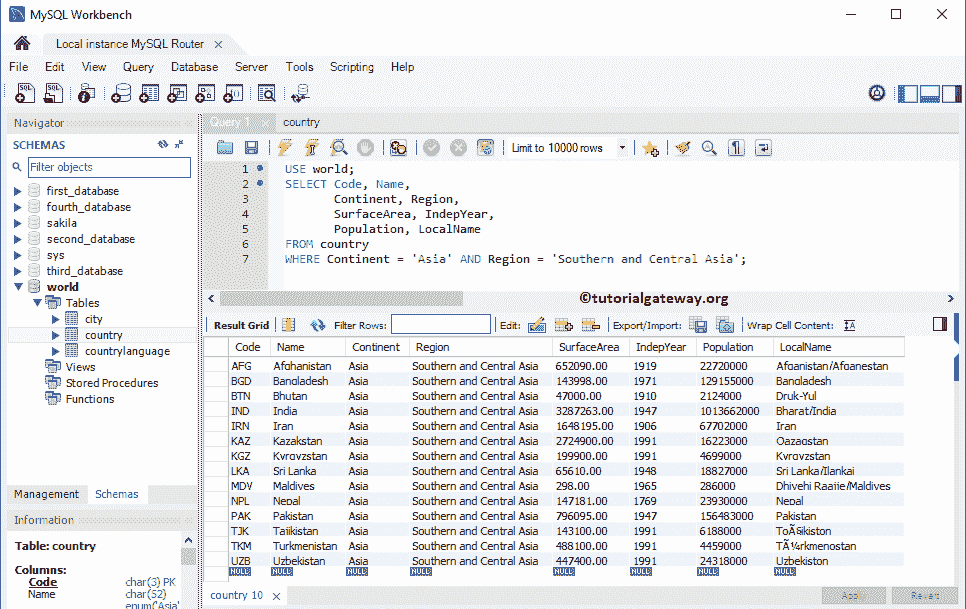 MySQL Workbench
Local instance MySQL Router
File Edit View Query Database Server Tools Scripting Help
Navigator
SCHEMAS
Filter objects
first_database
fourth_database
sakila
second_database
sys
third_database
world
Tables
city
country
countrylanguage
Views
Stored Procedures
Functions
Management Schemas
Information
Table: country
Columns:
Code char(3) PK
Name char(52)
enum('Asia'
Query 1 country
Limit to 10000 rows
1 USE world;
2 SELECT Code, Name,
3 Continent, Region,
4 SurfaceArea, IndepYear,
5 Population, LocalName
6 FROM country
7 WHERE Continent = 'Asia' AND Region = 'Southern and Central Asia';
©tutorialgateway.org
Result Grid Filter Rows: Edit: Export/Import: Wrap Cell Content:
Code Name Continent Region SurfaceArea IndepYear Population LocalName
AFG Afghanistan Asia Southern and Central Asia 652090.00 1919 22720000 Afganistan/Afqanestan
BGD Bangladesh Asia Southern and Central Asia 143998.00 1971 129155000 Bangladesh
BTN Bhutan Asia Southern and Central Asia 47000.00 1910 2124000 Druk-Yul
IND India Asia Southern and Central Asia 3287263.00 1947 1013662000 Bharat/India
IRN Iran Asia Southern and Central Asia 1648195.00 1906 67702000 Iran
KAZ Kazakstan Asia Southern and Central Asia 2724900.00 1991 16223000 Qazaqstan
KGZ Kyrgyzstan Asia Southern and Central Asia 199900.00 1991 4699000 Kyrgyzstan
LKA Sri Lanka Asia Southern and Central Asia 65610.00 1948 18827000 Sri Lanka/Ilankai
MDV Maldives Asia Southern and Central Asia 298.00 1965 286000 Dhivehi Raajje/Maldives
NPL Nepal Asia Southern and Central Asia 147181.00 1769 23930000 Nepal
PAK Pakistan Asia Southern and Central Asia 796095.00 1947 156483000 Pakistan
TJK Tajikistan Asia Southern and Central Asia 143100.00 1991 6188000 ToÃ§ikiston
TKM Turkmenistan Asia Southern and Central Asia 488100.00 1991 4459000 TÃ¼rkmenostan
UZB Uzbekistan Asia Southern and Central Asia 447400.00 1991 24318000 Uzbekiston
NULL NULL NULL NULL NULL NULL NULL NULL
country 10 Apply Revert